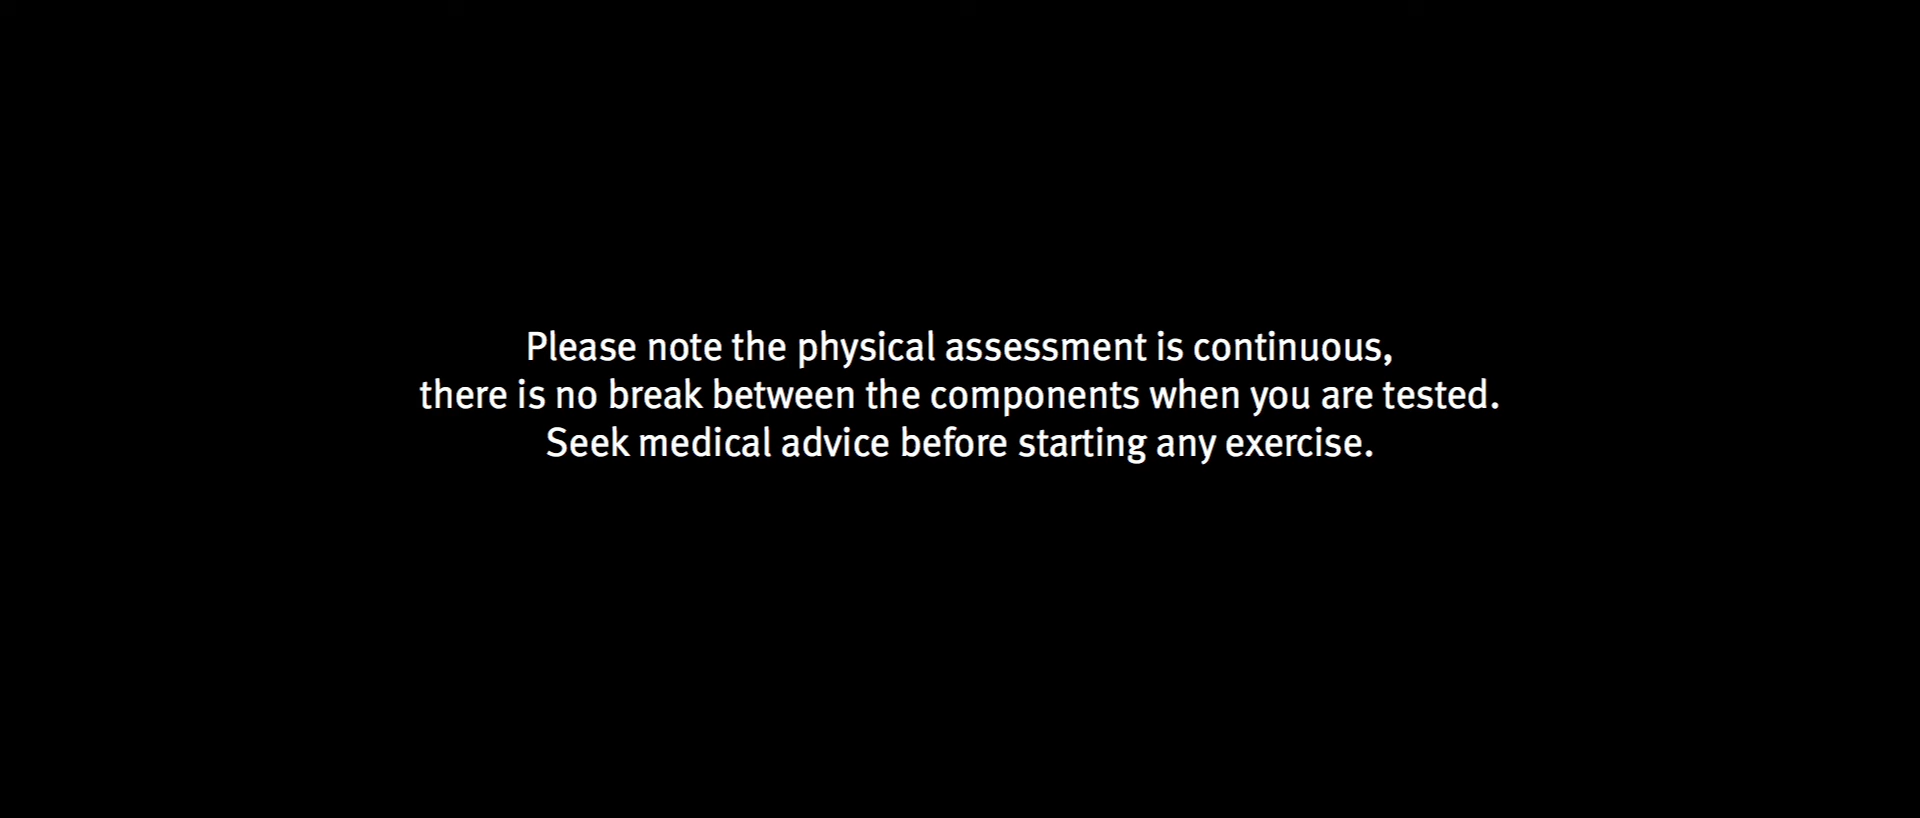 Please note the physical assessment is continuous,
there is no break between the components when you are tested.
Seek medical advice before starting any exercise.